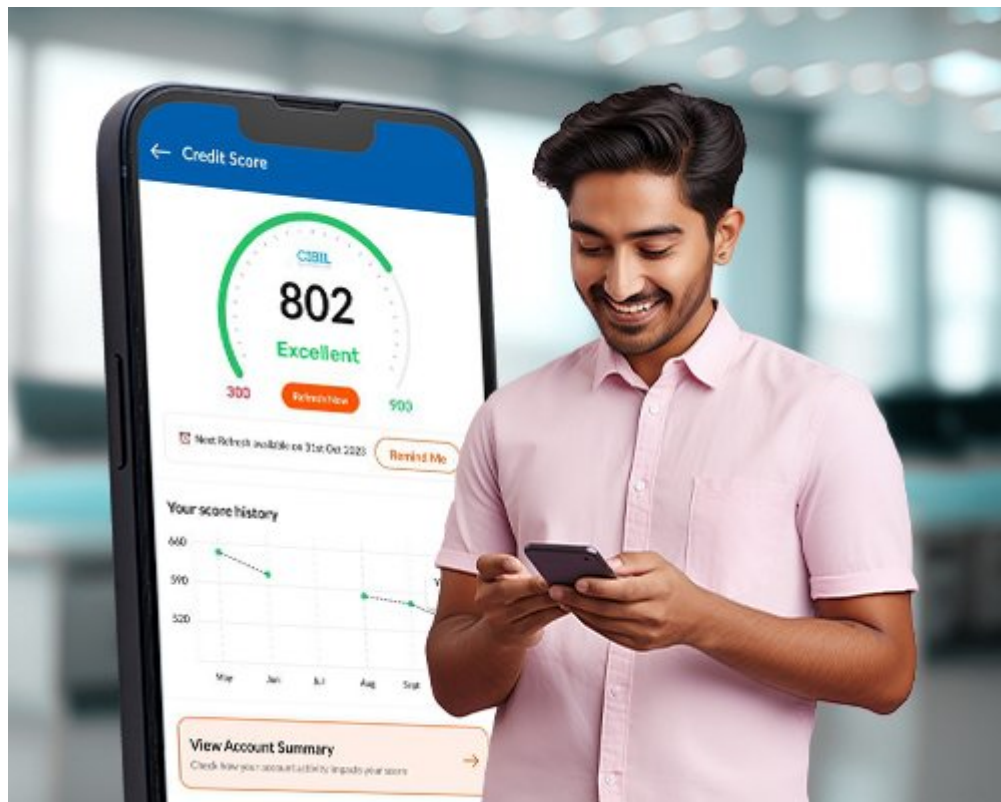 ← Credit Score
CIBIL
802
Excellent
300
Refresh Now
900
Next Refresh available on 31st Oct 2023
Remind Me
Your score history
660
590
520
May
Jun
Jul
Aug
Sept
View Account Summary
→
Check how your account activity impacts your score